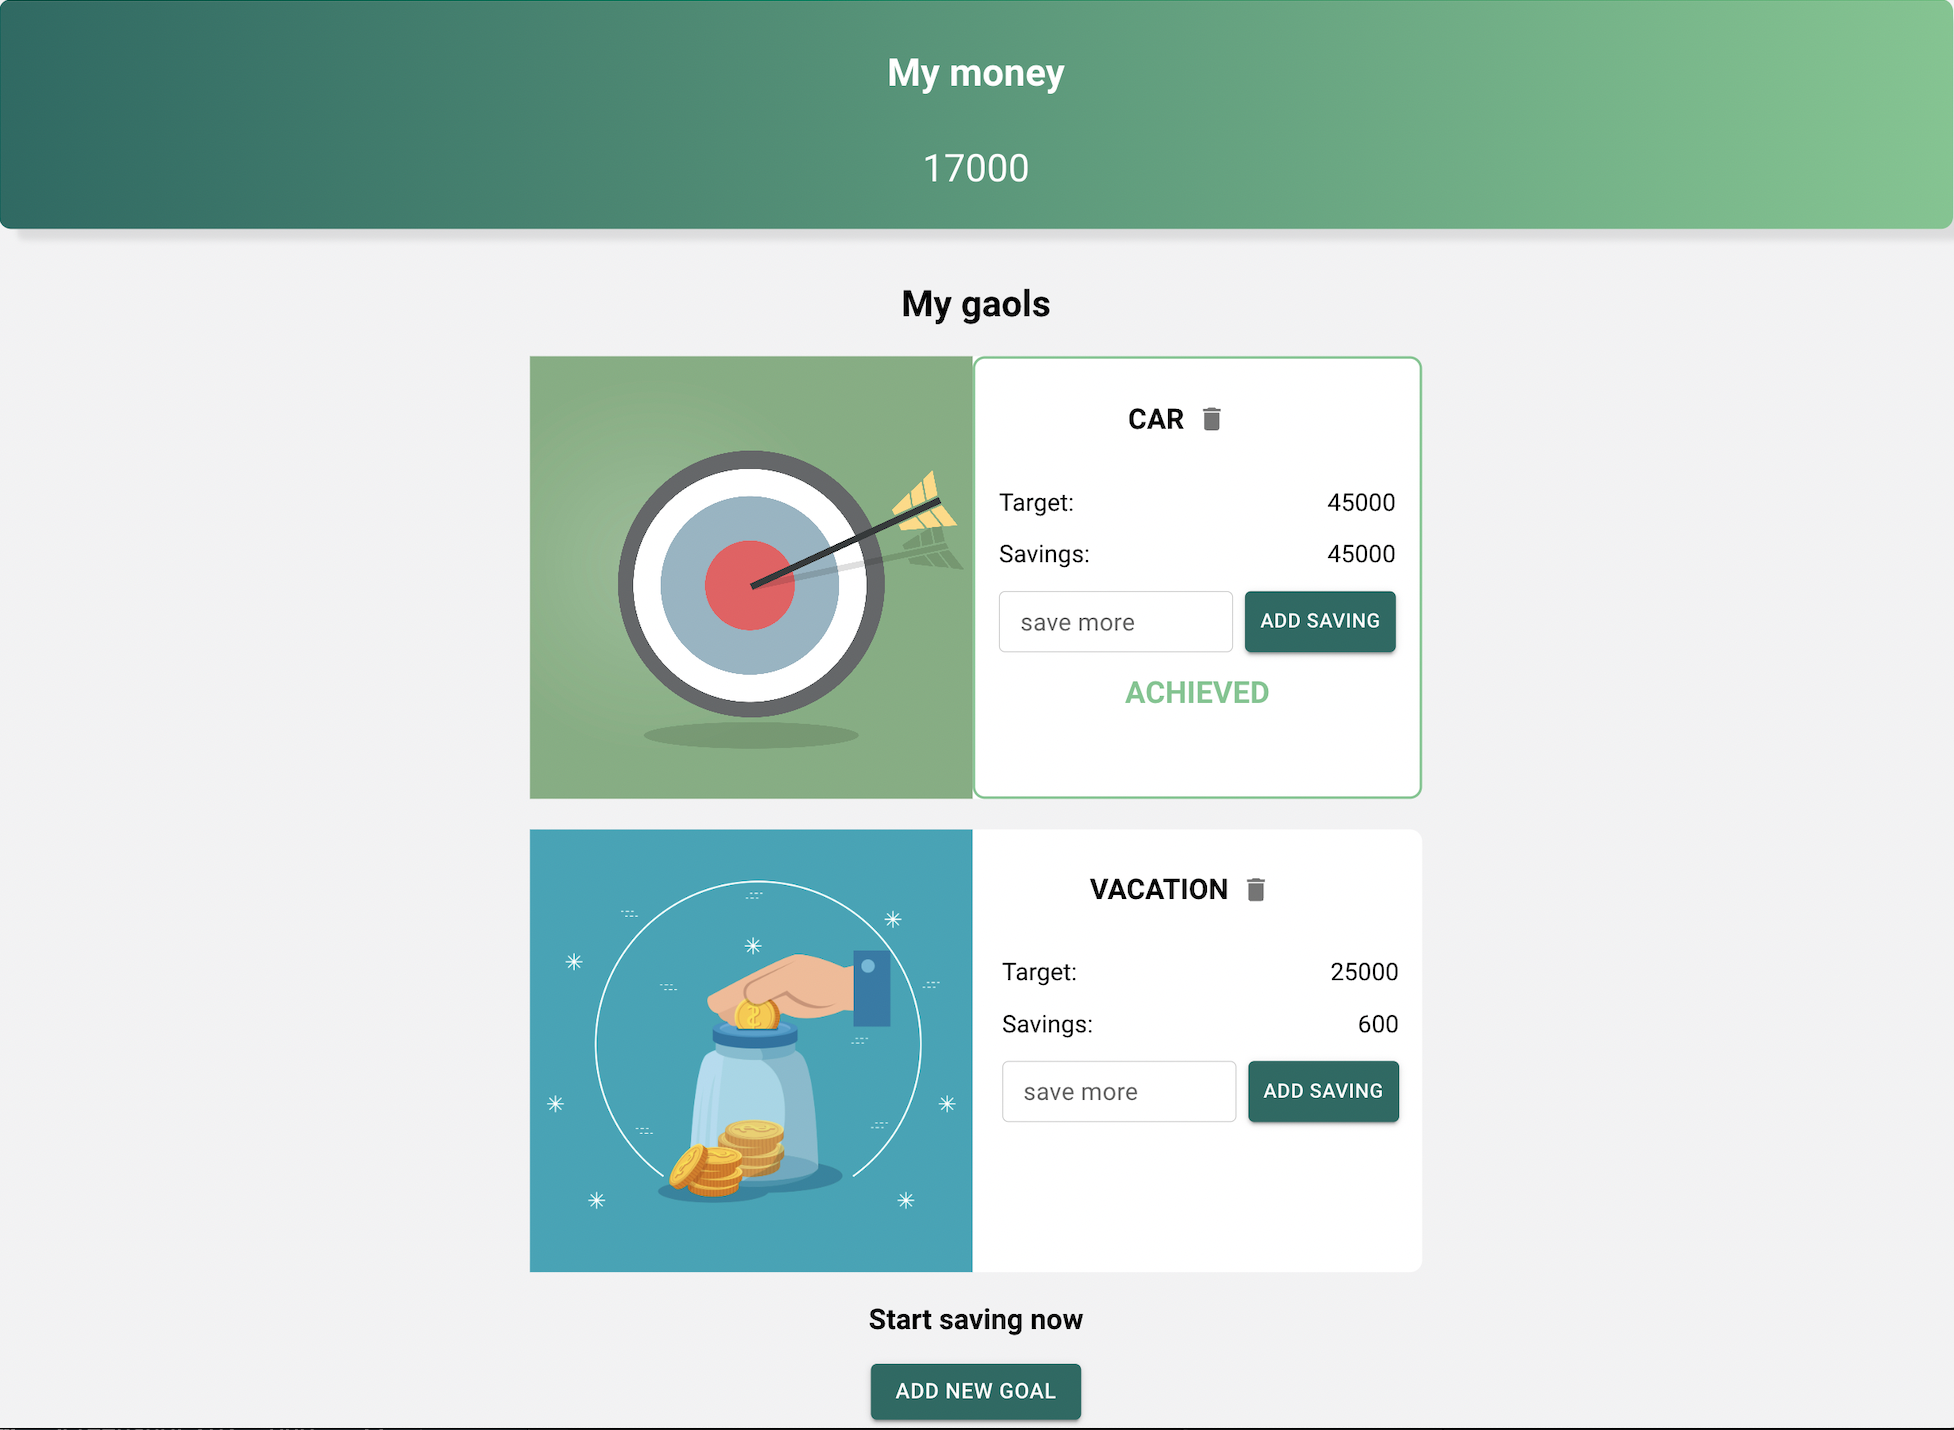 My money
17000
My gaols
CAR
Target: 45000
Savings: 45000
save more ADD SAVING
ACHIEVED
VACATION
Target: 25000
Savings: 600
save more ADD SAVING
Start saving now
ADD NEW GOAL